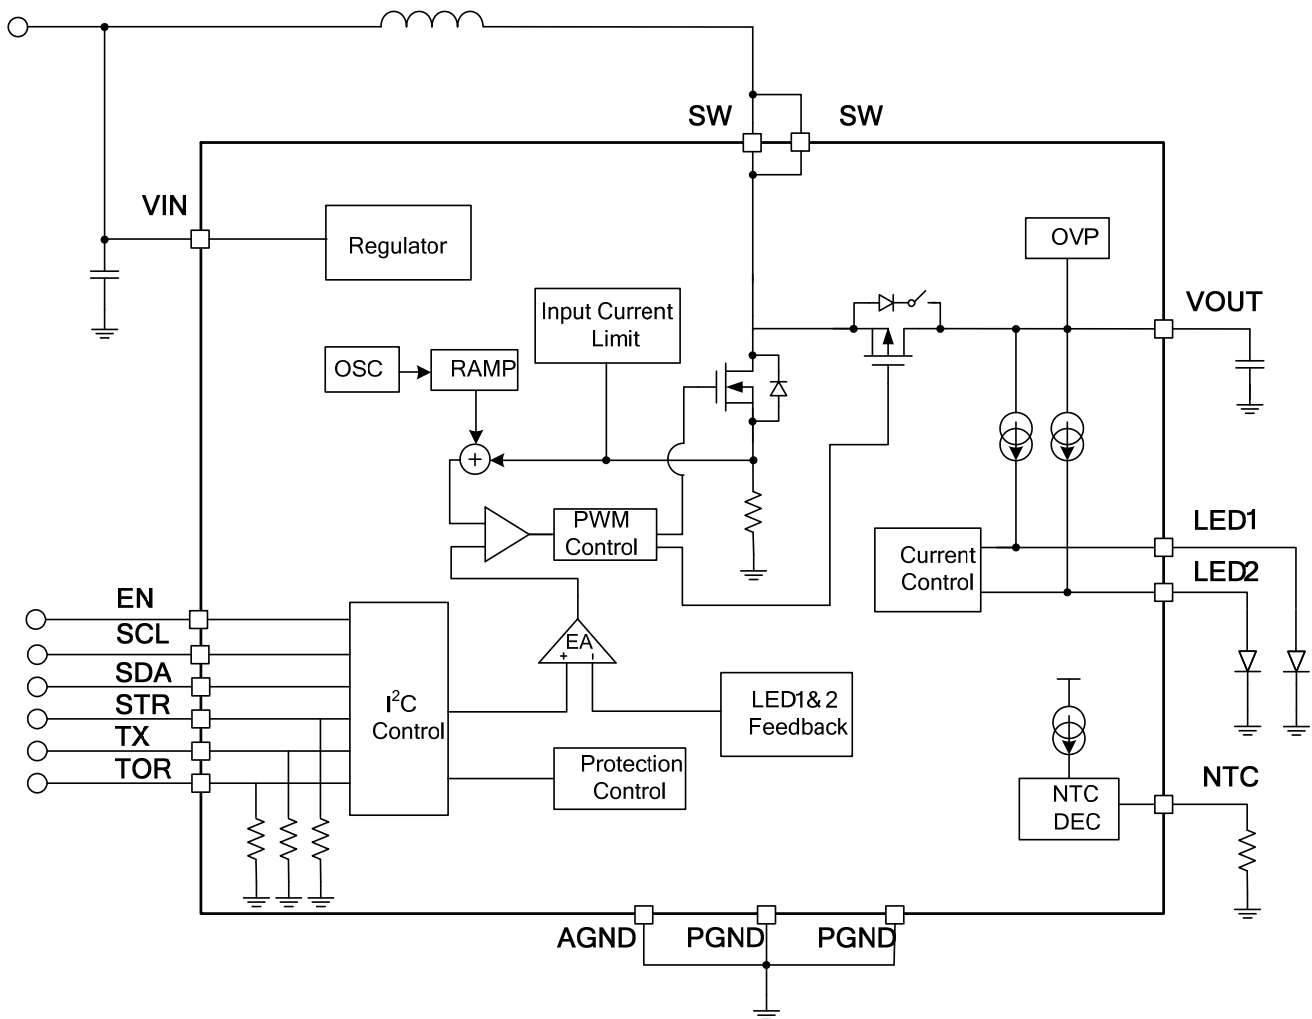 SW
SW
VIN
Regulator
OVP
VOUT
Input Current
Limit
OSC
RAMP
+
PWM
Control
LED1
Current
Control
LED2
EN
SCL
SDA
STR
TX
TOR
I²C
Control
EA
+ -
LED1& 2
Feedback
Protection
Control
NTC
DEC
NTC
AGND
PGND
PGND